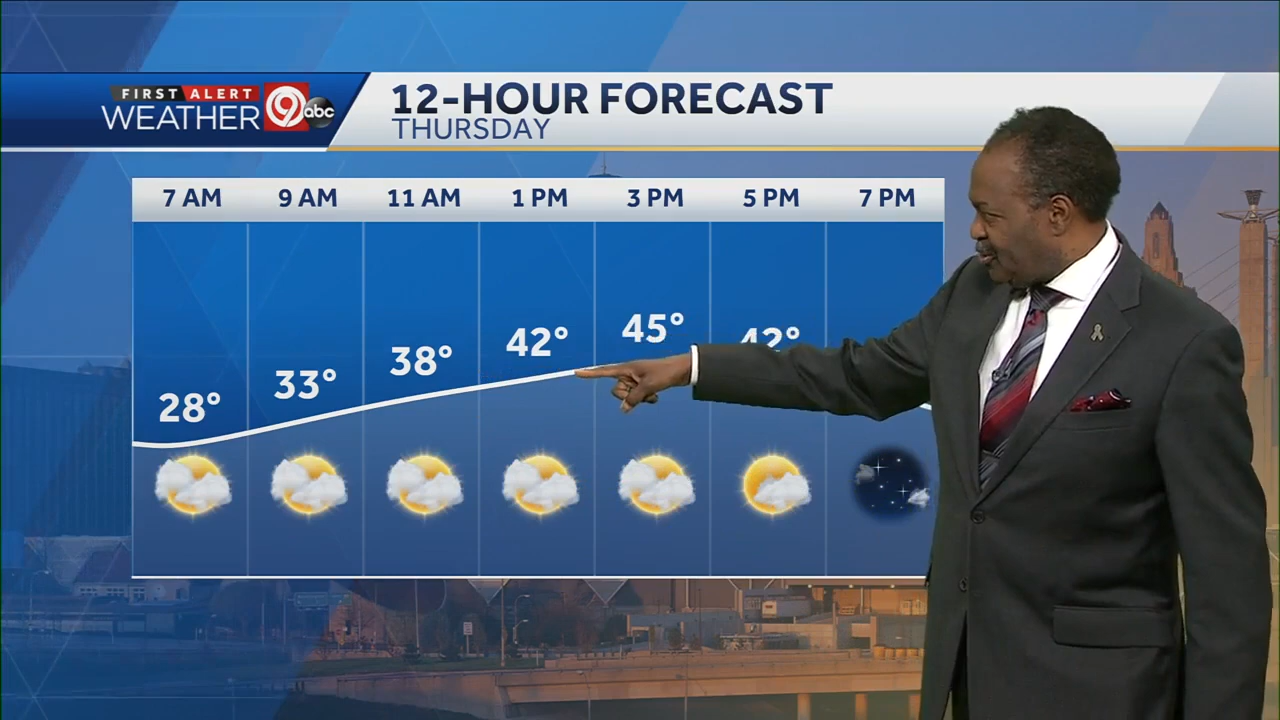 FIRST ALERT
WEATHER 9 abc
12-HOUR FORECAST
THURSDAY
7 AM 9 AM 11 AM 1 PM 3 PM 5 PM 7 PM
28° 33° 38° 42° 45° 42°